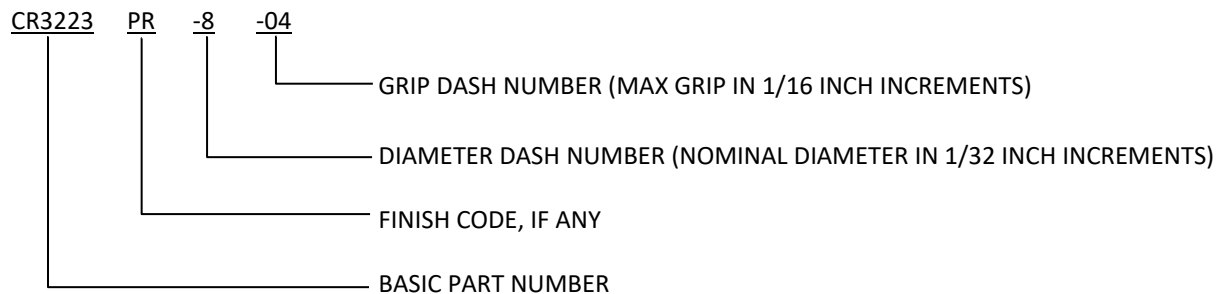 CR3223 PR -8 -04
GRIP DASH NUMBER (MAX GRIP IN 1/16 INCH INCREMENTS)
DIAMETER DASH NUMBER (NOMINAL DIAMETER IN 1/32 INCH INCREMENTS)
FINISH CODE, IF ANY
BASIC PART NUMBER